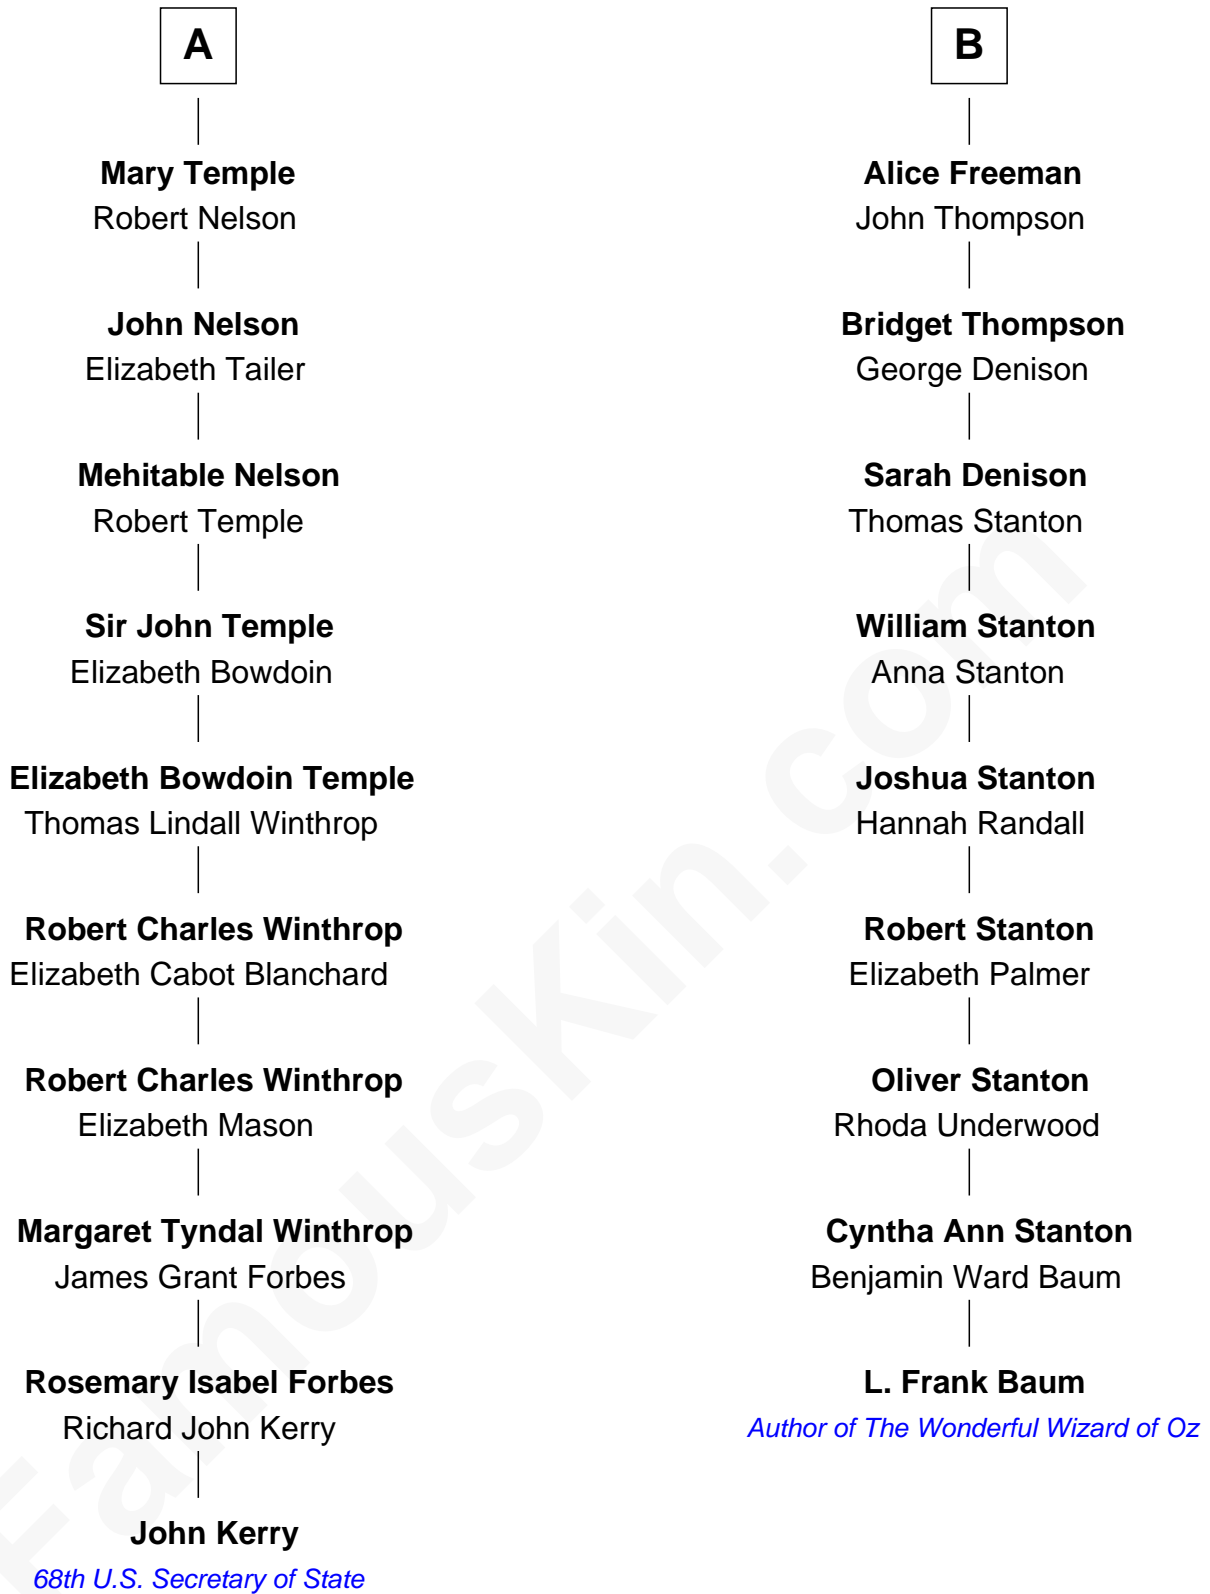 A
Mary Temple
Robert Nelson
John Nelson
Elizabeth Tailer
Mehitable Nelson
Robert Temple
Sir John Temple
Elizabeth Bowdoin
Elizabeth Bowdoin Temple
Thomas Lindall Winthrop
Robert Charles Winthrop
Elizabeth Cabot Blanchard
Robert Charles Winthrop
Elizabeth Mason
Margaret Tyndal Winthrop
James Grant Forbes
Rosemary Isabel Forbes
Richard John Kerry
John Kerry
68th U.S. Secretary of State
B
Alice Freeman
John Thompson
Bridget Thompson
George Denison
Sarah Denison
Thomas Stanton
William Stanton
Anna Stanton
Joshua Stanton
Hannah Randall
Robert Stanton
Elizabeth Palmer
Oliver Stanton
Rhoda Underwood
Cyntha Ann Stanton
Benjamin Ward Baum
L. Frank Baum
Author of The Wonderful Wizard of Oz
FamousKin.com